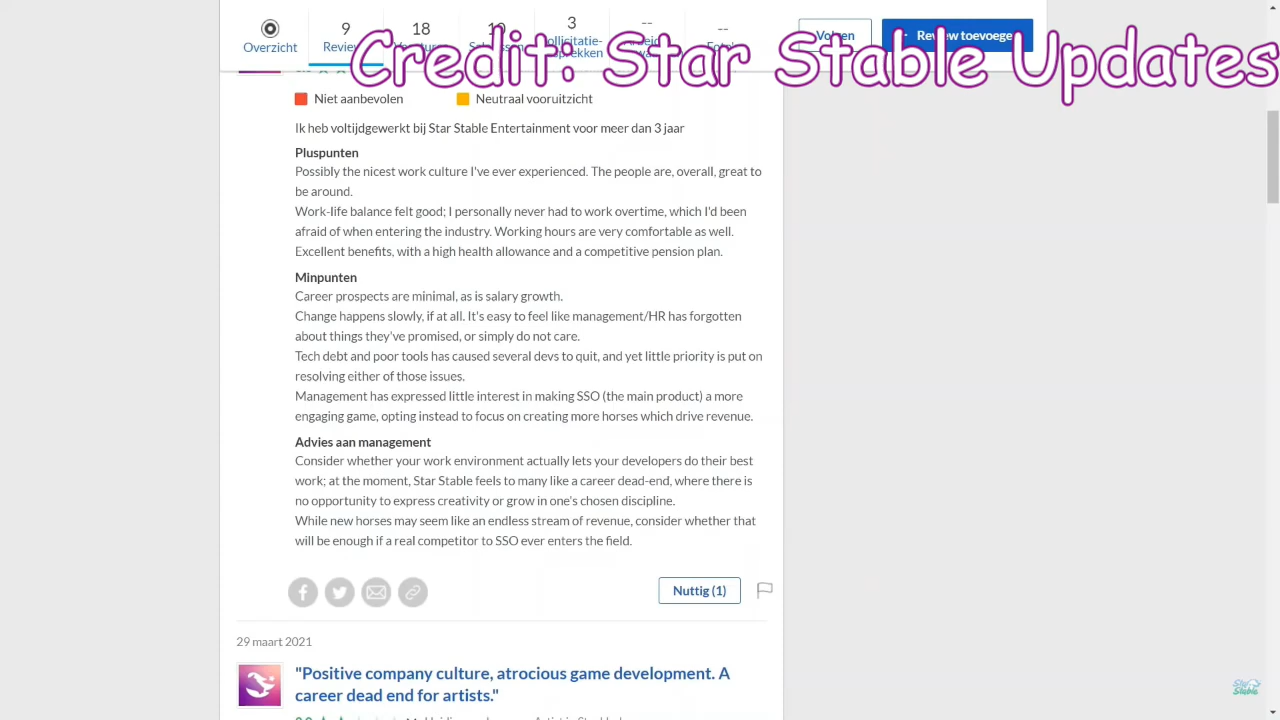 9 18 10 3 -- --
Overzicht
Credit: Star Stable Updates
Niet aanbevolen Neutraal vooruitzicht
Ik heb voltijdgewerkt bij Star Stable Entertainment voor meer dan 3 jaar
Pluspunten
Possibly the nicest work culture I've ever experienced. The people are, overall, great to
be around.
Work-life balance felt good; I personally never had to work overtime, which I'd been
afraid of when entering the industry. Working hours are very comfortable as well.
Excellent benefits, with a high health allowance and a competitive pension plan.
Minpunten
Career prospects are minimal, as is salary growth.
Change happens slowly, if at all. It's easy to feel like management/HR has forgotten
about things they've promised, or simply do not care.
Tech debt and poor tools has caused several devs to quit, and yet little priority is put on
resolving either of those issues.
Management has expressed little interest in making SSO (the main product) a more
engaging game, opting instead to focus on creating more horses which drive revenue.
Advies aan management
Consider whether your work environment actually lets your developers do their best
work; at the moment, Star Stable feels to many like a career dead-end, where there is
no opportunity to express creativity or grow in one's chosen discipline.
While new horses may seem like an endless stream of revenue, consider whether that
will be enough if a real competitor to SSO ever enters the field.
Nuttig (1)
29 maart 2021
"Positive company culture, atrocious game development. A
career dead end for artists."
Star
Stable